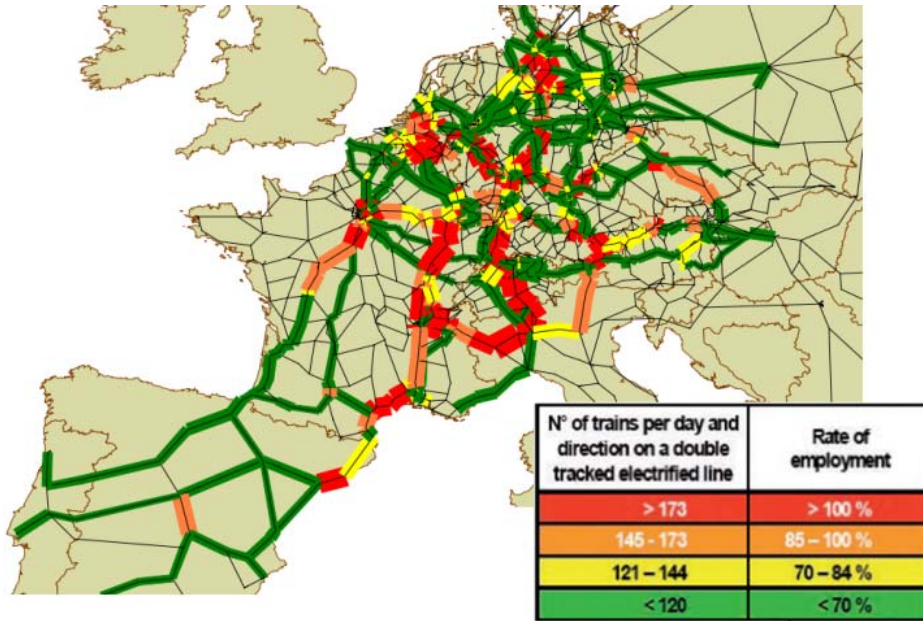 N° of trains per day and
direction on a double
tracked electrified line
Rate of
employment
> 173 > 100 %
145 - 173 85 – 100 %
121 – 144 70 – 84 %
< 120 < 70 %